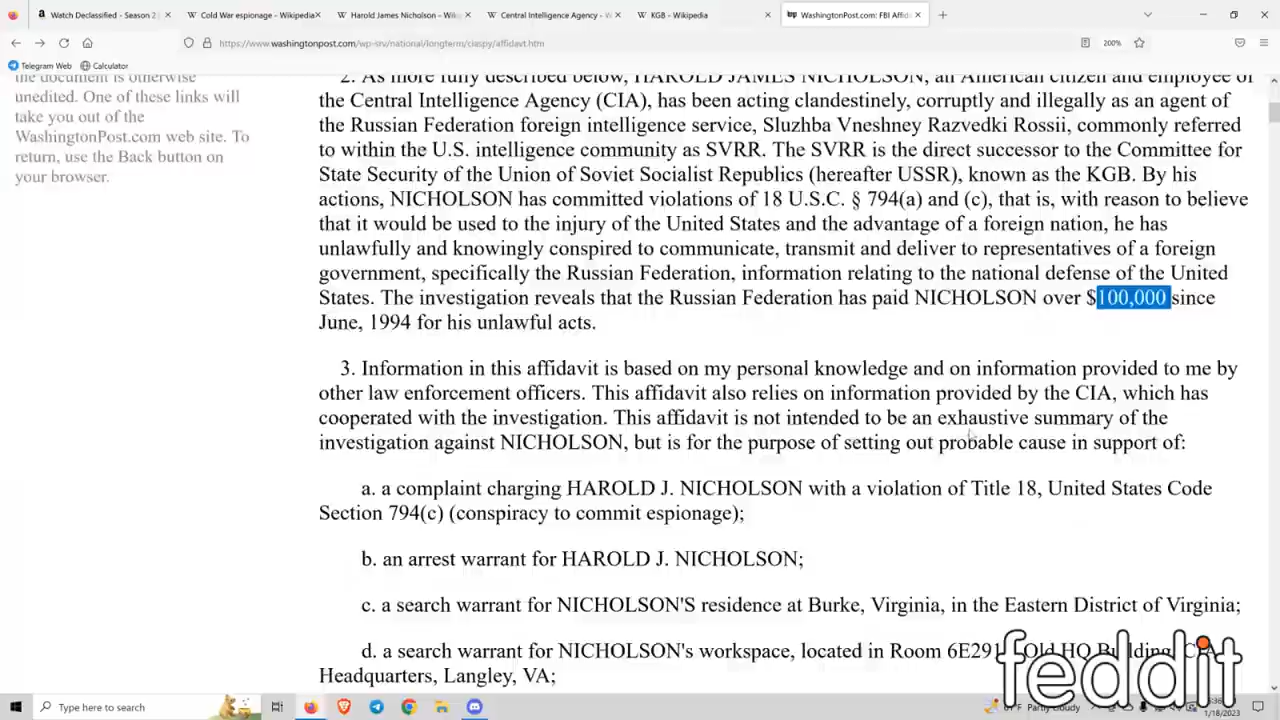 Watch Declassified - Season 2
Cold War espionage - Wikipedia
Harold James Nicholson - Wiki
Central Intelligence Agency - W
KGB - Wikipedia
WashingtonPost.com: FBI Affid
https://www.washingtonpost.com/wp-srv/national/longterm/ciaspy/affidavt.htm
200%
Telegram Web
Calculator
the document is otherwise
unedited. One of these links will
take you out of the
WashingtonPost.com web site. To
return, use the Back button on
your browser.
2. As more fully described below, HAROLD JAMES NICHOLSON, an American citizen and employee of
the Central Intelligence Agency (CIA), has been acting clandestinely, corruptly and illegally as an agent of
the Russian Federation foreign intelligence service, Sluzhba Vneshney Razvedki Rossii, commonly referred
to within the U.S. intelligence community as SVRR. The SVRR is the direct successor to the Committee for
State Security of the Union of Soviet Socialist Republics (hereafter USSR), known as the KGB. By his
actions, NICHOLSON has committed violations of 18 U.S.C. § 794(a) and (c), that is, with reason to believe
that it would be used to the injury of the United States and the advantage of a foreign nation, he has
unlawfully and knowingly conspired to communicate, transmit and deliver to representatives of a foreign
government, specifically the Russian Federation, information relating to the national defense of the United
States. The investigation reveals that the Russian Federation has paid NICHOLSON over $100,000 since
June, 1994 for his unlawful acts.
3. Information in this affidavit is based on my personal knowledge and on information provided to me by
other law enforcement officers. This affidavit also relies on information provided by the CIA, which has
cooperated with the investigation. This affidavit is not intended to be an exhaustive summary of the
investigation against NICHOLSON, but is for the purpose of setting out probable cause in support of:
a. a complaint charging HAROLD J. NICHOLSON with a violation of Title 18, United States Code
Section 794(c) (conspiracy to commit espionage);
b. an arrest warrant for HAROLD J. NICHOLSON;
c. a search warrant for NICHOLSON'S residence at Burke, Virginia, in the Eastern District of Virginia;
d. a search warrant for NICHOLSON's workspace, located in Room 6E291, Old HQ Building, CIA
Headquarters, Langley, VA;
feddit
Type here to search
Partly cloudy
1/18/2023